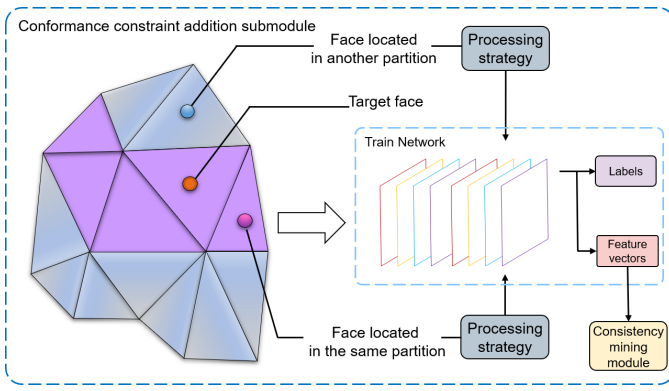 Conformance constraint addition submodule
Face located
in another partition
Processing
strategy
Target face
Train Network
Labels
Feature
vectors
Face located
in the same partition
Processing
strategy
Consistency
mining
module